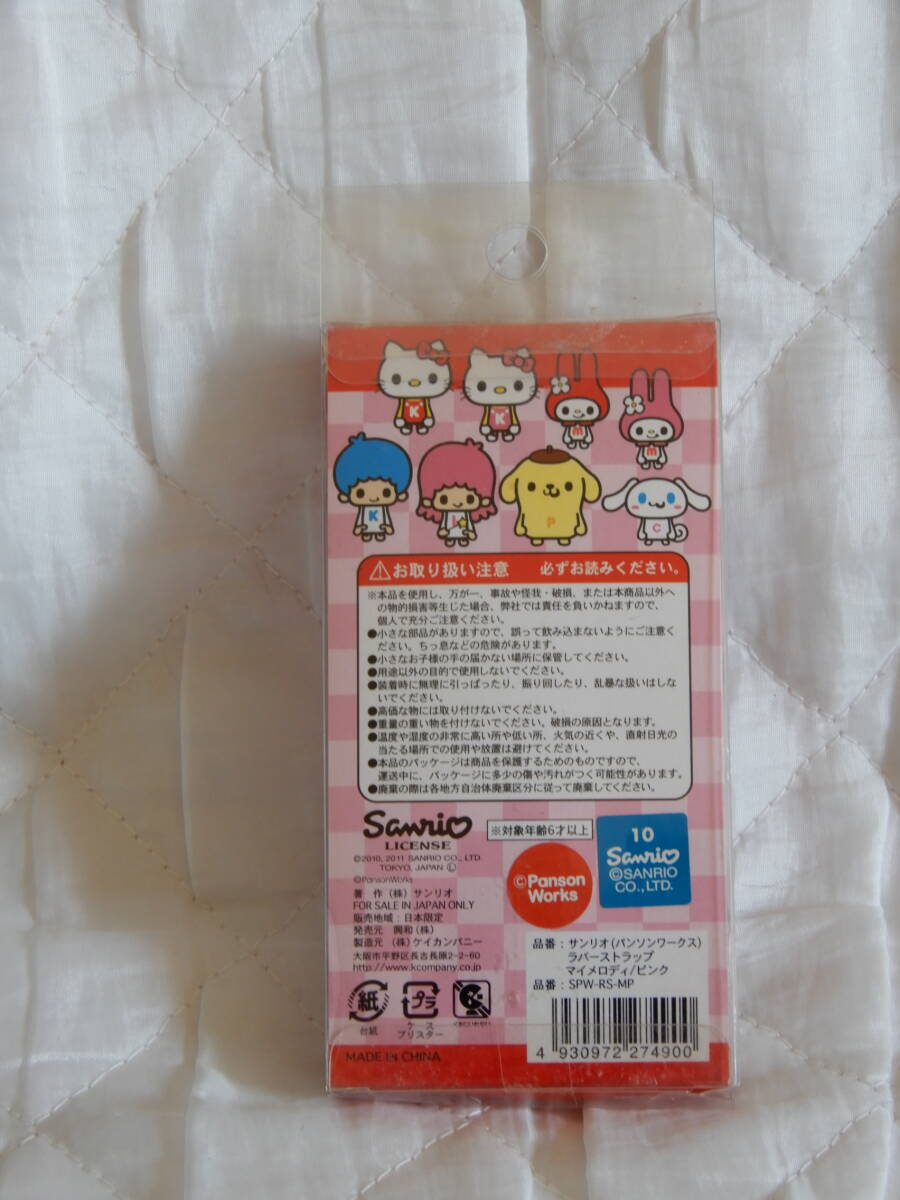 K
K
m
m
K
L
P
C
お取り扱い注意 必ずお読みください。
※本品を使用し、万が一、事故や怪我・破損、または本商品以外へ
の物的損害等生じた場合、弊社では責任を負いかねますので、
個人で充分ご注意ください。
●小さな部品がありますので、誤って飲み込まないようにご注意く
ださい。ちっ息などの危険があります。
●小さなお子様の手の届かない場所に保管してください。
●用途以外の目的で使用しないでください。
●装着時に無理に引っぱったり、振り回したり、乱暴な扱いはしな
いでください。
●高価な物には取り付けないでください。
●重量の重い物を付けないでください。破損の原因となります。
●温度や湿度の非常に高い所や低い所、火気の近くや、直射日光の
当たる場所での使用や放置は避けてください。
●本品のパッケージは商品を保護するためのものですので、
運送中に、パッケージに多少の傷や汚れがつく可能性があります。
●廃棄の際は各地方自治体廃棄区分に従って廃棄してください。
Sanrio
LICENSE
©2010, 2011 SANRIO CO., LTD.
TOKYO, JAPAN Ⓛ
©PansonWorks
※対象年齢6才以上
©Panson
Works
10
Sanrio
©SANRIO
CO., LTD.
著 作 (株) サンリオ
FOR SALE IN JAPAN ONLY
販売地域：日本限定
発売元 興和(株)
製造元 (株)ケイカンパニー
大阪市平野区長吉長原2-2-60
http://www.kcompany.co.jp
紙
台紙
プラ
ケース
ブリスター
くちにいれない
品番：サンリオ(パンソンワークス)
ラバーストラップ
マイメロディ/ピンク
品番：SPW-RS-MP
4 930972 274900
MADE IN CHINA